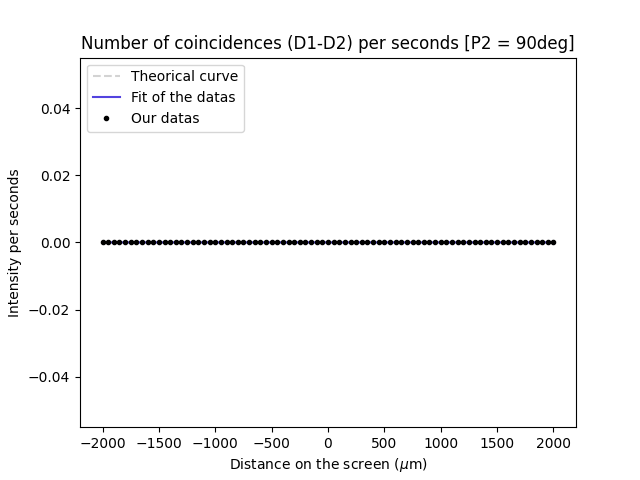 Number of coincidences (D1-D2) per seconds [P2 = 90deg]
Theorical curve
Fit of the datas
Our datas
0.04
0.02
0.00
−0.02
−0.04
Intensity per seconds
−2000 −1500 −1000 −500 0 500 1000 1500 2000
Distance on the screen (μm)